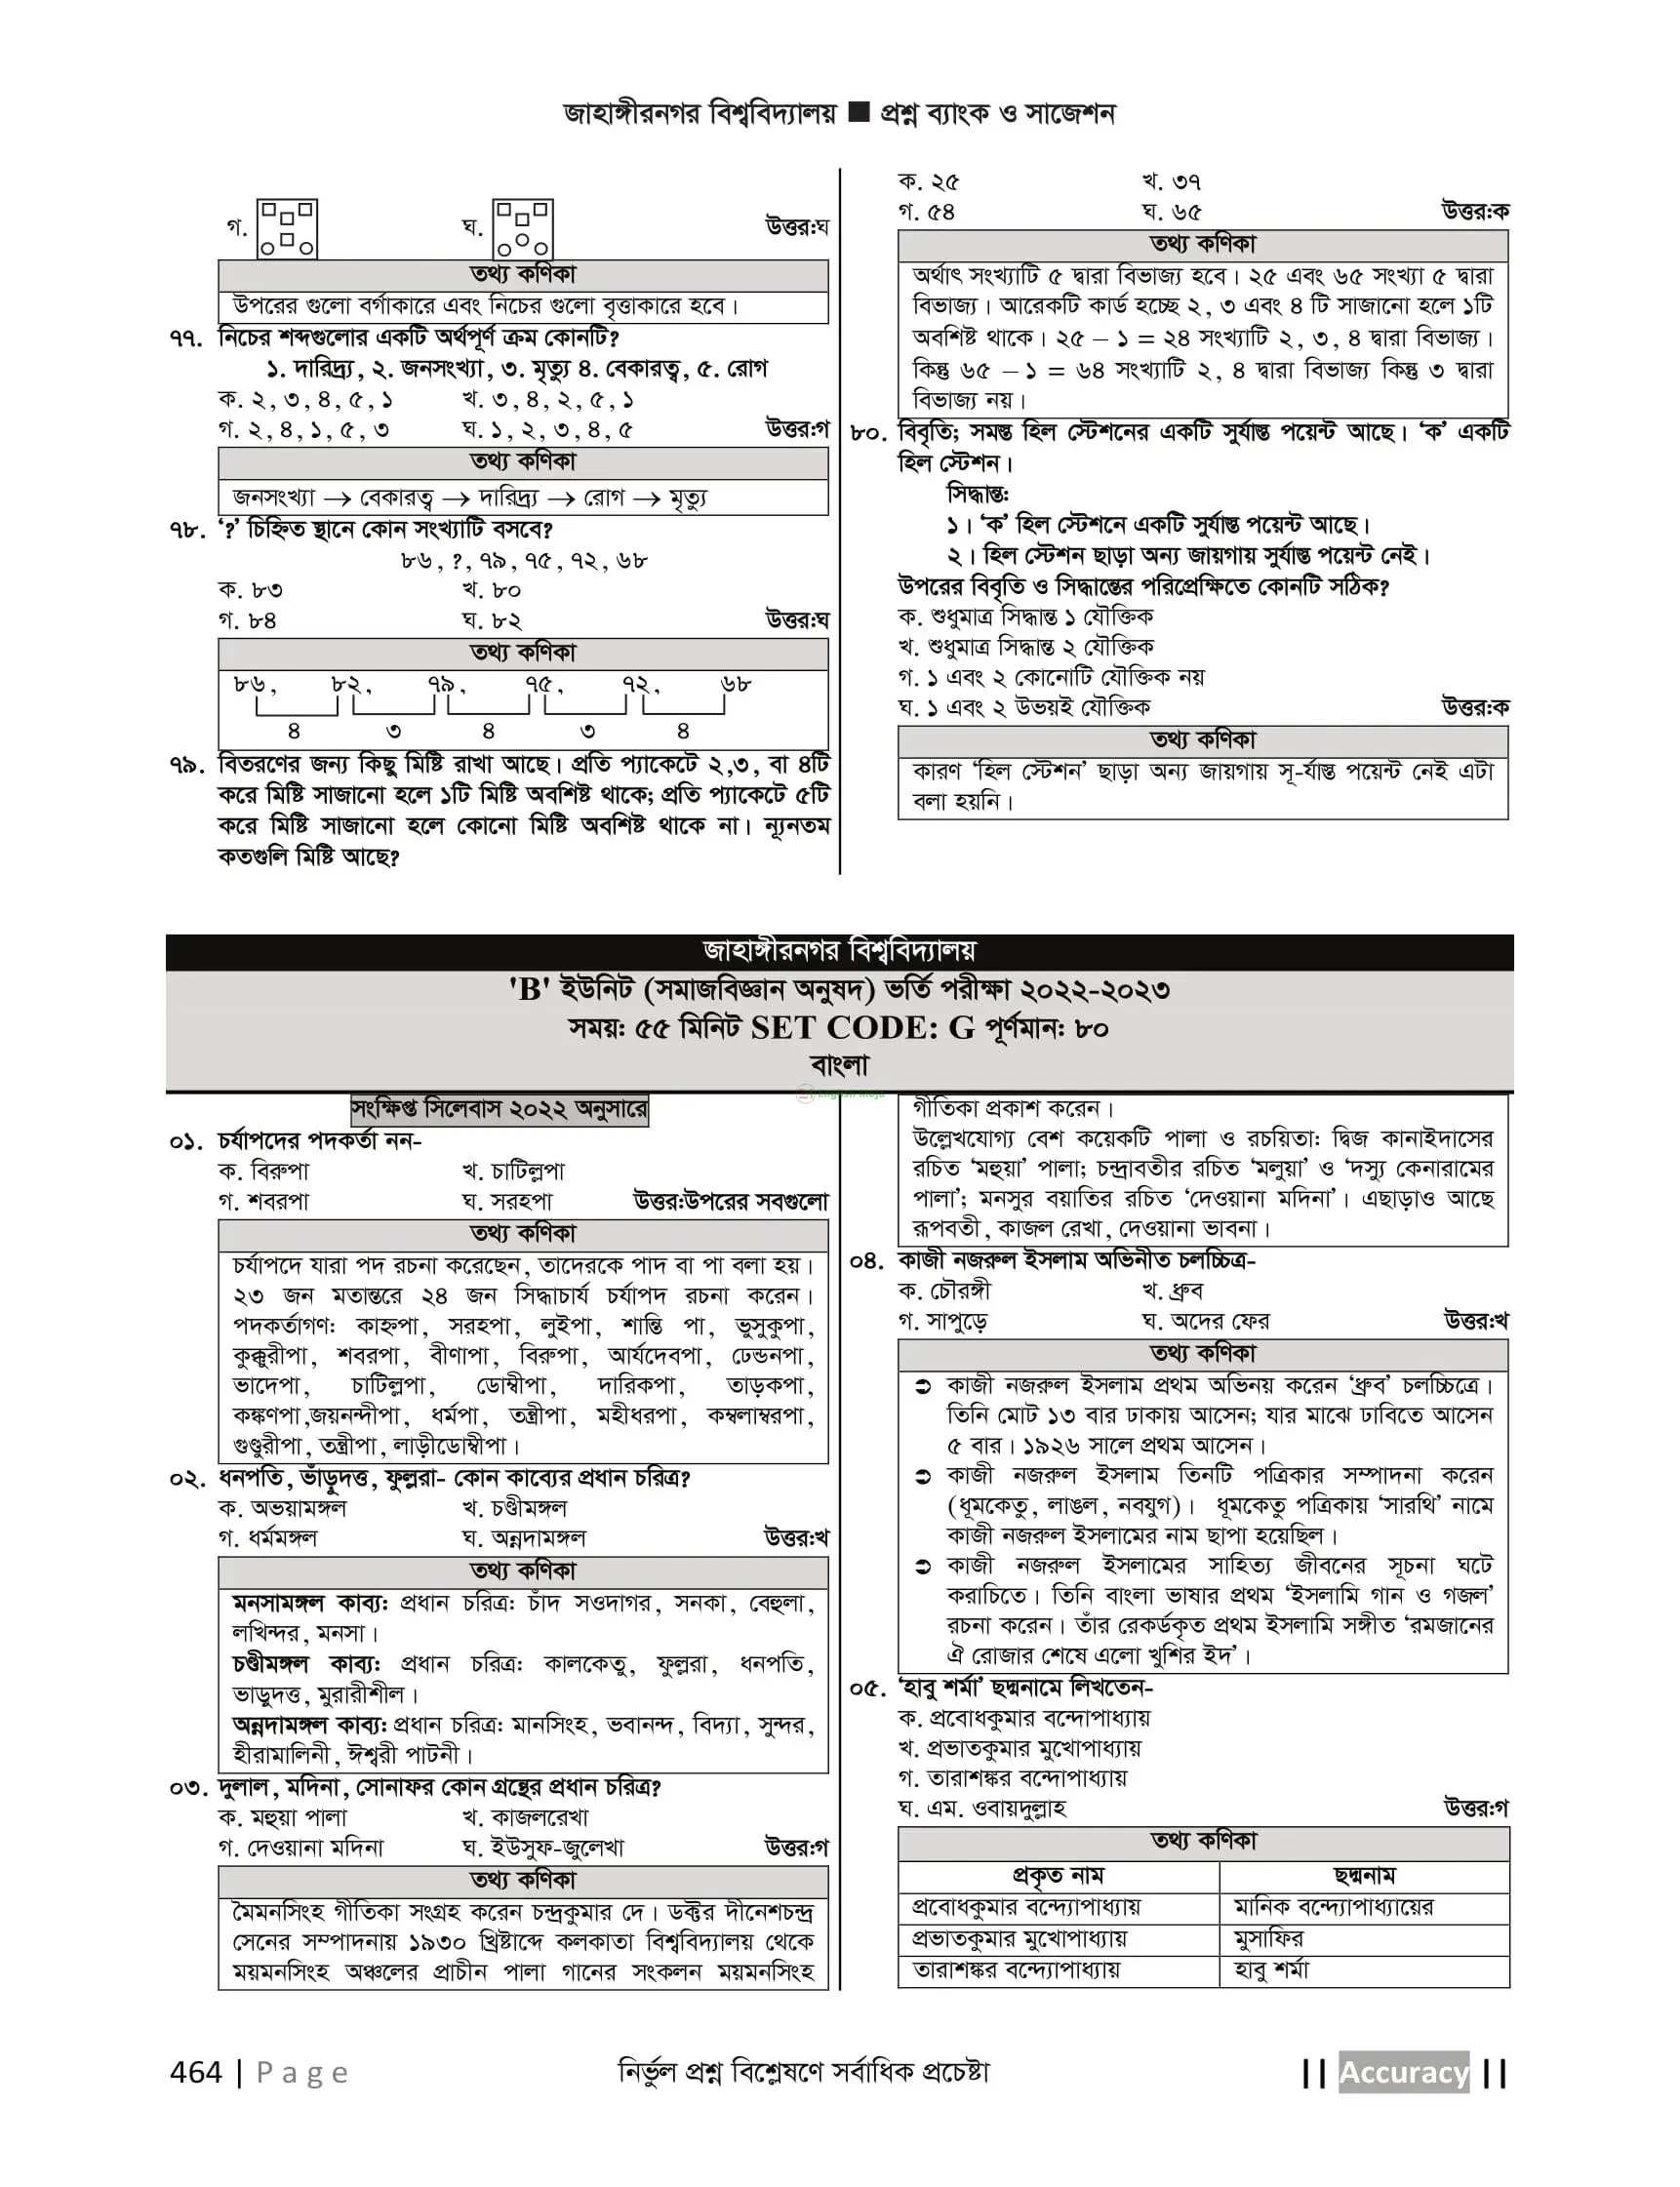 জাহাঙ্গীরনগর বিশ্ববিদ্যালয় ■ প্রশ্ন ব্যাংক ও সাজেশন
গ.
ঘ.
উত্তর:ঘ
তথ্য কণিকা
উপরের গুলো বর্গাকারে এবং নিচের গুলো বৃত্তাকারে হবে।
৭৭. নিচের শব্দগুলোর একটি অর্থপূর্ণ ক্রম কোনটি?
১. দারিদ্র্য, ২. জনসংখ্যা, ৩. মৃত্যু ৪. বেকারত্ব, ৫. রোগ
ক. ২, ৩, ৪, ৫, ১ খ. ৩, ৪, ২, ৫, ১
গ. ২, ৪, ১, ৫, ৩ ঘ. ১, ২, ৩, ৪, ৫ উত্তর:গ
তথ্য কণিকা
জনসংখ্যা → বেকারত্ব → দারিদ্র্য → রোগ → মৃত্যু
৭৮. ‘?’ চিহ্নিত স্থানে কোন সংখ্যাটি বসবে?
৮৬, ?, ৭৯, ৭৫, ৭২, ৬৮
ক. ৮৩ খ. ৮০
গ. ৮৪ ঘ. ৮২ উত্তর:ঘ
তথ্য কণিকা
৮৬, ৮২, ৭৯, ৭৫, ৭২, ৬৮
৪ ৩ ৪ ৩ ৪
৭৯. বিতরণের জন্য কিছু মিষ্টি রাখা আছে। প্রতি প্যাকেটে ২,৩, বা ৪টি
করে মিষ্টি সাজানো হলে ১টি মিষ্টি অবশিষ্ট থাকে; প্রতি প্যাকেটে ৫টি
করে মিষ্টি সাজানো হলে কোনো মিষ্টি অবশিষ্ট থাকে না। ন্যূনতম
কতগুলি মিষ্টি আছে?
ক. ২৫ খ. ৩৭
গ. ৫৪ ঘ. ৬৫ উত্তর:ক
তথ্য কণিকা
অর্থাৎ সংখ্যাটি ৫ দ্বারা বিভাজ্য হবে। ২৫ এবং ৬৫ সংখ্যা ৫ দ্বারা
বিভাজ্য। আরেকটি কার্ড হচ্ছে ২, ৩ এবং ৪ টি সাজানো হলে ১টি
অবশিষ্ট থাকে। ২৫ – ১ = ২৪ সংখ্যাটি ২, ৩, ৪ দ্বারা বিভাজ্য।
কিন্তু ৬৫ – ১ = ৬৪ সংখ্যাটি ২, ৪ দ্বারা বিভাজ্য কিন্তু ৩ দ্বারা
বিভাজ্য নয়।
৮০. বিবৃতি; সমস্ত হিল স্টেশনের একটি সুর্যাস্ত পয়েন্ট আছে। ‘ক’ একটি
হিল স্টেশন।
সিদ্ধান্ত:
১। ‘ক’ হিল স্টেশনে একটি সুর্যাস্ত পয়েন্ট আছে।
২। হিল স্টেশন ছাড়া অন্য জায়গায় সুর্যাস্ত পয়েন্ট নেই।
উপরের বিবৃতি ও সিদ্ধান্তের পরিপ্রেক্ষিতে কোনটি সঠিক?
ক. শুধুমাত্র সিদ্ধান্ত ১ যৌক্তিক
খ. শুধুমাত্র সিদ্ধান্ত ২ যৌক্তিক
গ. ১ এবং ২ কোনোটি যৌক্তিক নয়
ঘ. ১ এবং ২ উভয়ই যৌক্তিক উত্তর:ক
তথ্য কণিকা
কারণ ‘হিল স্টেশন’ ছাড়া অন্য জায়গায় সূ-র্যাস্ত পয়েন্ট নেই এটা
বলা হয়নি।
জাহাঙ্গীরনগর বিশ্ববিদ্যালয়
'B' ইউনিট (সমাজবিজ্ঞান অনুষদ) ভর্তি পরীক্ষা ২০২২-২০২৩
সময়: ৫৫ মিনিট SET CODE: G পূর্ণমান: ৮০
বাংলা
সংক্ষিপ্ত সিলেবাস ২০২২ অনুসারে
০১. চর্যাপদের পদকর্তা নন-
ক. বিরুপা খ. চাটিল্লপা
গ. শবরপা ঘ. সরহপা উত্তর:উপরের সবগুলো
তথ্য কণিকা
চর্যাপদে যারা পদ রচনা করেছেন, তাদেরকে পাদ বা পা বলা হয়।
২৩ জন মতান্তরে ২৪ জন সিদ্ধাচার্য চর্যাপদ রচনা করেন।
পদকর্তাগণ: কাহ্নপা, সরহপা, লুইপা, শান্তি পা, ভুসুকুপা,
কুক্কুরীপা, শবরপা, বীণাপা, বিরুপা, আর্যদেবপা, ঢেন্ডনপা,
ভাদেপা, চাটিল্লপা, ডোম্বীপা, দারিকপা, তাড়কপা,
কঙ্কণপা,জয়নন্দীপা, ধর্মপা, তন্ত্রীপা, মহীধরপা, কম্বলাম্বরপা,
গুণ্ডুরীপা, তন্ত্রীপা, লাড়ীডোম্বীপা।
০২. ধনপতি, ভাঁড়ুদত্ত, ফুল্লরা- কোন কাব্যের প্রধান চরিত্র?
ক. অভয়ামঙ্গল খ. চণ্ডীমঙ্গল
গ. ধর্মমঙ্গল ঘ. অন্নদামঙ্গল উত্তর:খ
তথ্য কণিকা
মনসামঙ্গল কাব্য: প্রধান চরিত্র: চাঁদ সওদাগর, সনকা, বেহুলা,
লখিন্দর, মনসা।
চণ্ডীমঙ্গল কাব্য: প্রধান চরিত্র: কালকেতু, ফুল্লরা, ধনপতি,
ভাড়ুদত্ত, মুরারীশীল।
অন্নদামঙ্গল কাব্য: প্রধান চরিত্র: মানসিংহ, ভবানন্দ, বিদ্যা, সুন্দর,
হীরামালিনী, ঈশ্বরী পাটনী।
০৩. দুলাল, মদিনা, সোনাফর কোন গ্রন্থের প্রধান চরিত্র?
ক. মহুয়া পালা খ. কাজলরেখা
গ. দেওয়ানা মদিনা ঘ. ইউসুফ-জুলেখা উত্তর:গ
তথ্য কণিকা
মৈমনসিংহ গীতিকা সংগ্রহ করেন চন্দ্রকুমার দে। ডক্টর দীনেশচন্দ্র
সেনের সম্পাদনায় ১৯৩০ খ্রিষ্টাব্দে কলকাতা বিশ্ববিদ্যালয় থেকে
ময়মনসিংহ অঞ্চলের প্রাচীন পালা গানের সংকলন ময়মনসিংহ
গীতিকা প্রকাশ করেন।
উল্লেখযোগ্য বেশ কয়েকটি পালা ও রচয়িতা: দ্বিজ কানাইদাসের
রচিত ‘মহুয়া’ পালা; চন্দ্রাবতীর রচিত ‘মলুয়া’ ও ‘দস্যু কেনারামের
পালা’; মনসুর বয়াতির রচিত ‘দেওয়ানা মদিনা’। এছাড়াও আছে
রূপবতী, কাজল রেখা, দেওয়ানা ভাবনা।
০৪. কাজী নজরুল ইসলাম অভিনীত চলচ্চিত্র-
ক. চৌরঙ্গী খ. ধ্রুব
গ. সাপুড়ে ঘ. অদের ফের উত্তর:খ
তথ্য কণিকা
➲ কাজী নজরুল ইসলাম প্রথম অভিনয় করেন ‘ধ্রুব’ চলচ্চিত্রে।
তিনি মোট ১৩ বার ঢাকায় আসেন; যার মাঝে ঢাবিতে আসেন
৫ বার। ১৯২৬ সালে প্রথম আসেন।
➲ কাজী নজরুল ইসলাম তিনটি পত্রিকার সম্পাদনা করেন
(ধূমকেতু, লাঙল, নবযুগ)। ধূমকেতু পত্রিকায় ‘সারথি’ নামে
কাজী নজরুল ইসলামের নাম ছাপা হয়েছিল।
➲ কাজী নজরুল ইসলামের সাহিত্য জীবনের সূচনা ঘটে
করাচিতে। তিনি বাংলা ভাষার প্রথম ‘ইসলামি গান ও গজল’
রচনা করেন। তাঁর রেকর্ডকৃত প্রথম ইসলামি সঙ্গীত ‘রমজানের
ঐ রোজার শেষে এলো খুশির ইদ’।
০৫. ‘হাবু শর্মা’ ছদ্মনামে লিখতেন-
ক. প্রবোধকুমার বন্দোপাধ্যায়
খ. প্রভাতকুমার মুখোপাধ্যায়
গ. তারাশঙ্কর বন্দোপাধ্যায়
ঘ. এম. ওবায়দুল্লাহ উত্তর:গ
তথ্য কণিকা
প্রকৃত নাম ছদ্মনাম
প্রবোধকুমার বন্দ্যোপাধ্যায় মানিক বন্দ্যোপাধ্যায়ের
প্রভাতকুমার মুখোপাধ্যায় মুসাফির
তারাশঙ্কর বন্দ্যোপাধ্যায় হাবু শর্মা
464 | Page নির্ভুল প্রশ্ন বিশ্লেষণে সর্বাধিক প্রচেষ্টা || Accuracy ||